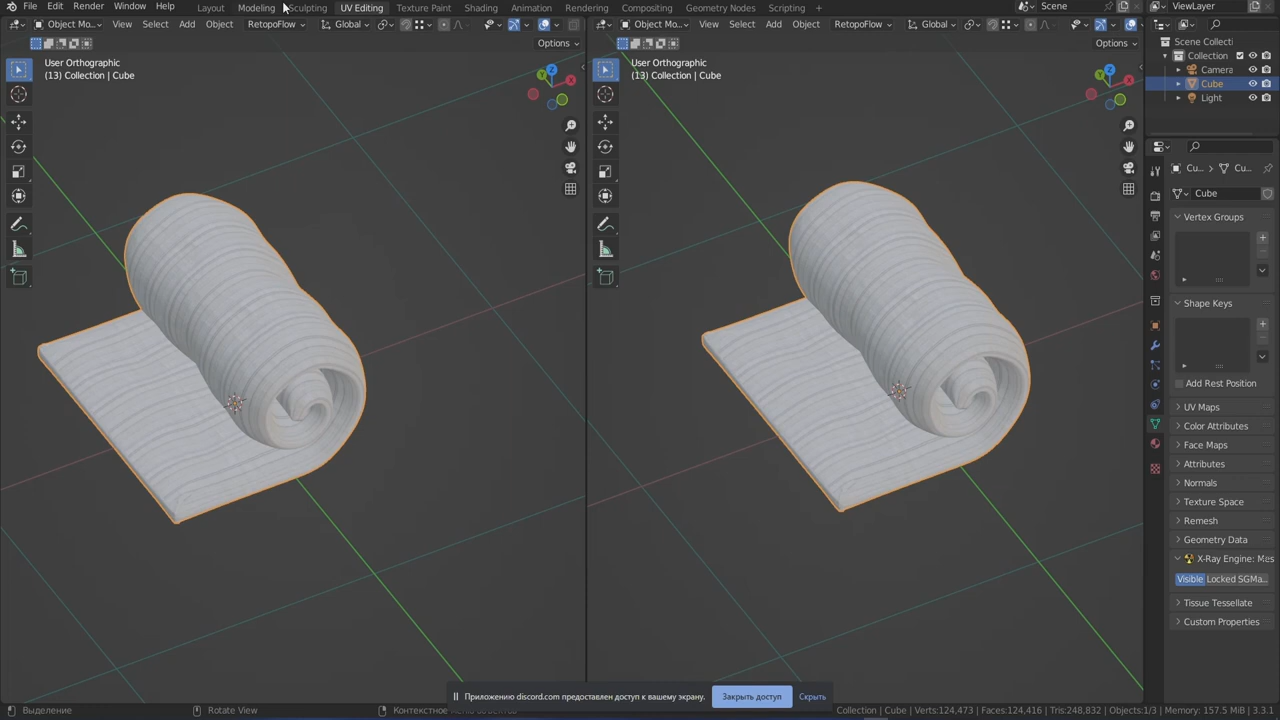 File Edit Render Window Help Layout Modeling Sculpting UV Editing Texture Paint Shading Animation Rendering Compositing Geometry Nodes Scripting + Scene ViewLayer
Object Mo... View Select Add Object RetopoFlow Global
Object Mo... View Select Add Object RetopoFlow Global
Options
Options
User Orthographic
(13) Collection | Cube
Z
Y
X
User Orthographic
(13) Collection | Cube
Z
Y
X
Scene Collecti
Collection
Camera
Cube
Light
Cu...
Cu...
Cube
Vertex Groups
Shape Keys
Add Rest Position
UV Maps
Color Attributes
Face Maps
Attributes
Normals
Texture Space
Remesh
Geometry Data
X-Ray Engine: Mes
Visible Locked SGMa...
Tissue Tessellate
Custom Properties
Приложению discord.com предоставлен доступ к вашему экрану. Закрыть доступ Скрыть
Выделение Rotate View Контекстное Collection | Cube | Verts:124,473 | Faces:124,416 | Tris:248,832 | Objects:1/3 | Memory: 157.5 MiB | 3.3.1